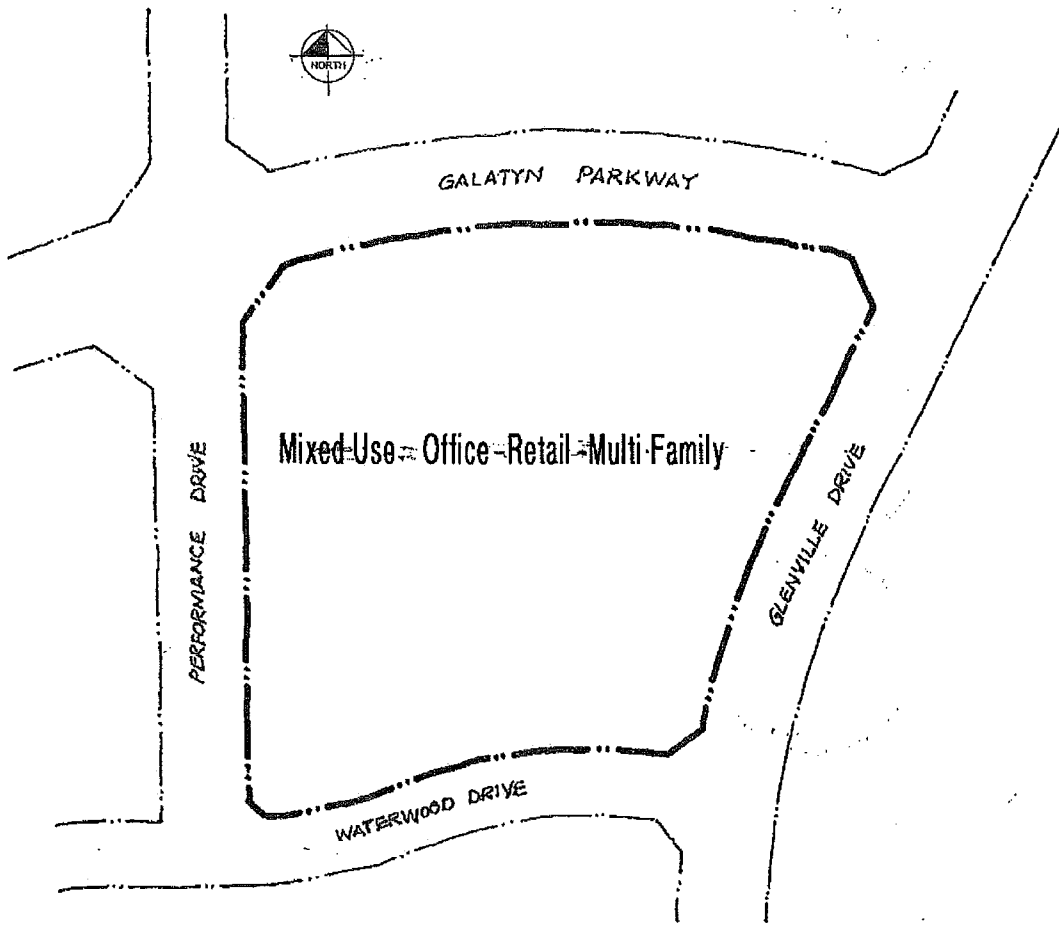 NORTH
GALATYN PARKWAY
Mixed Use - Office - Retail - Multi Family
PERFORMANCE DRIVE
GLENVILLE DRIVE
WATERWOOD DRIVE